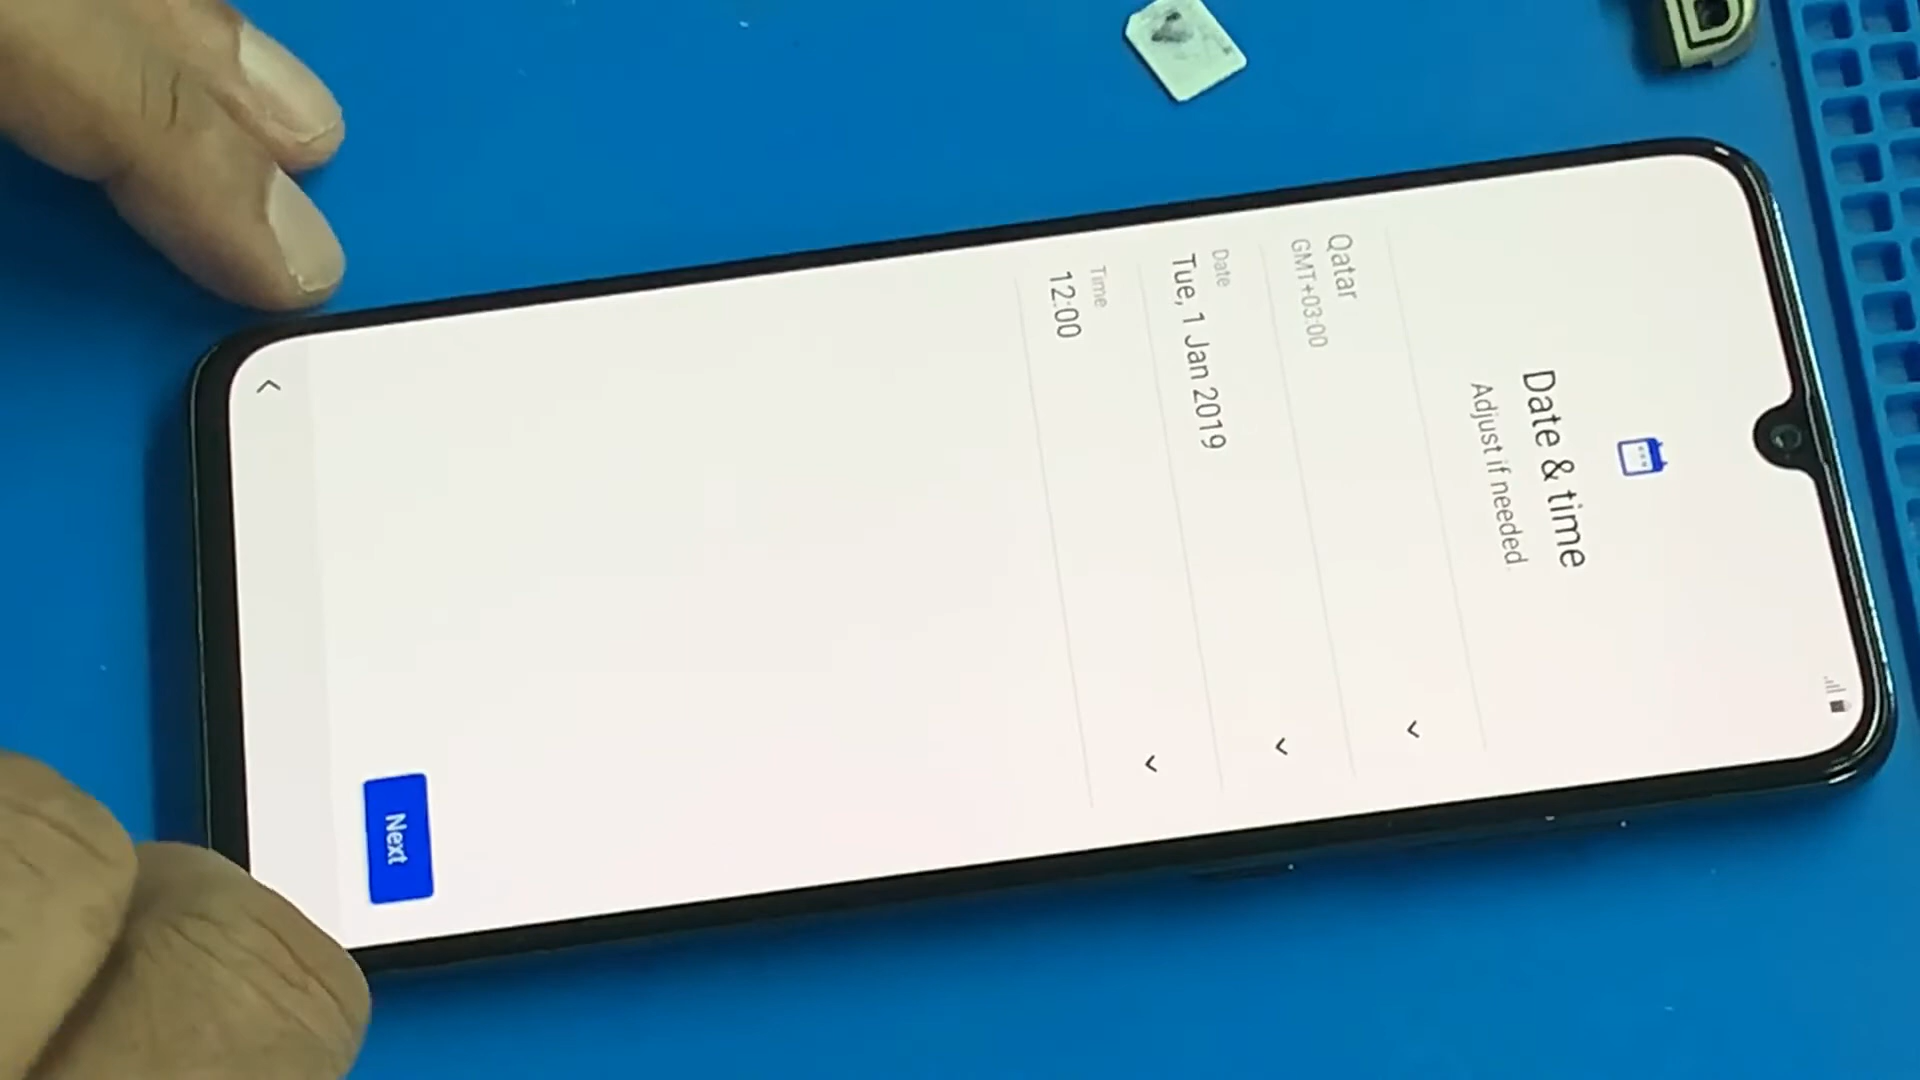 Date & time
Adjust if needed.
Qatar
GMT+03:00
Date
Tue, 1 Jan 2019
Time
12:00
Next